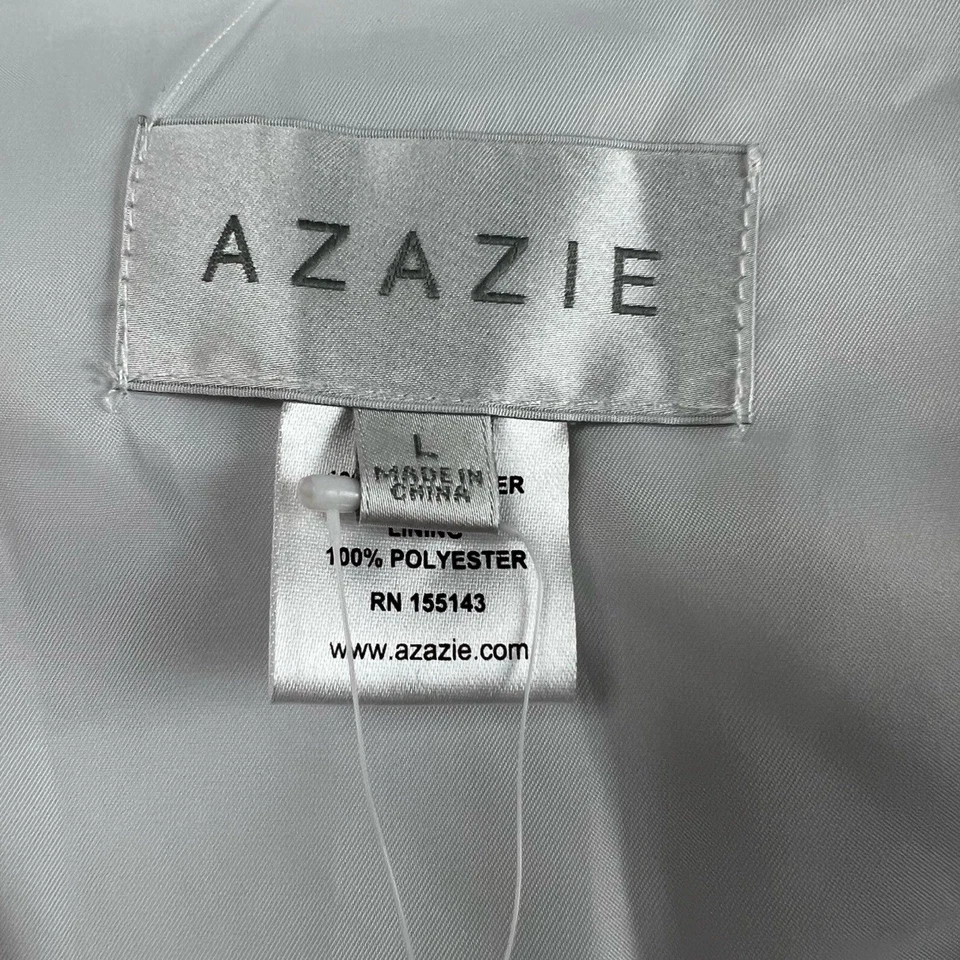 AZAZIE
L
MADE IN
CHINA
LINING
100% POLYESTER
RN 155143
www.azazie.com